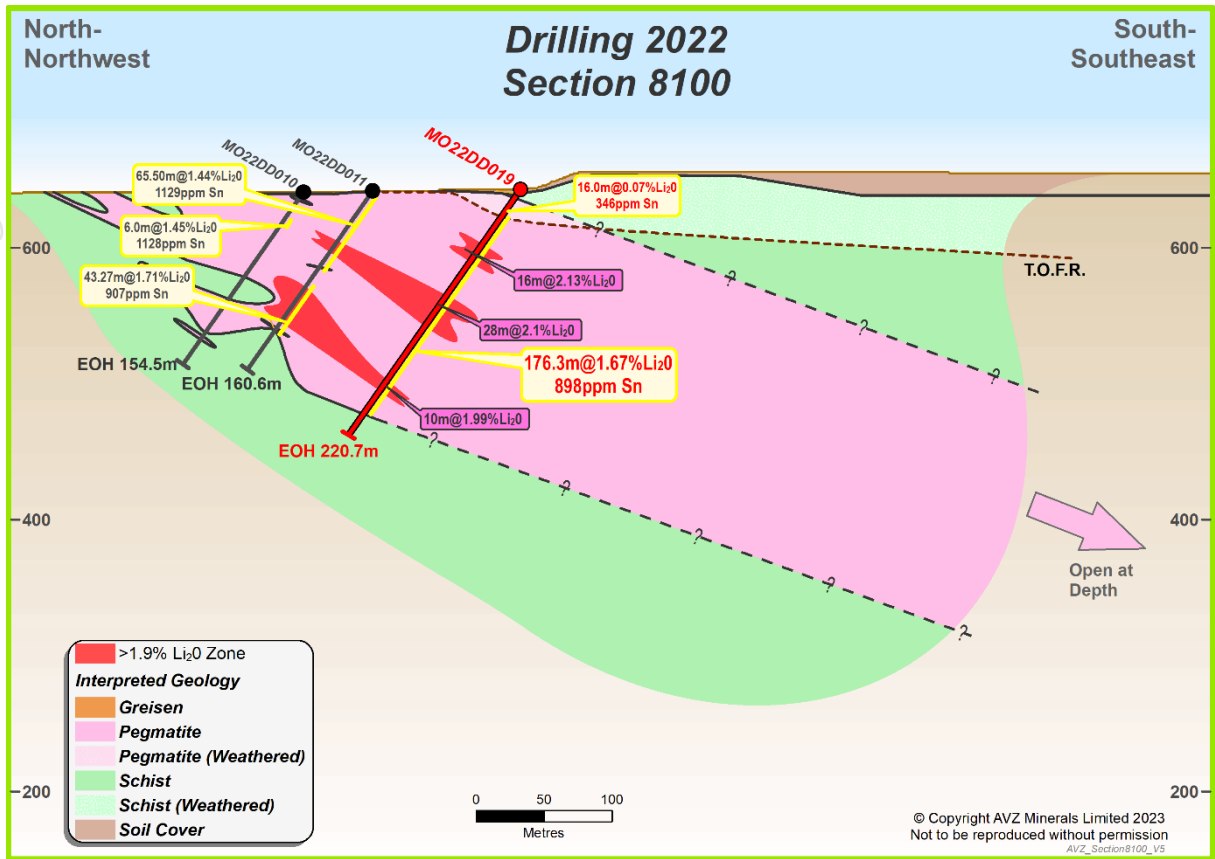 North-
Northwest
Drilling 2022
Section 8100
South-
Southeast
MO22DD010
MO22DD011
MO22DD019
65.50m@1.44%Li₂0
1129ppm Sn
16.0m@0.07%Li₂0
346ppm Sn
6.0m@1.45%Li₂0
1128ppm Sn
600
600
43.27m@1.71%Li₂0
907ppm Sn
?
?
?
?
T.O.F.R.
16m@2.13%Li₂0
28m@2.1%Li₂0
EOH 154.5m
EOH 160.6m
176.3m@1.67%Li₂0
898ppm Sn
10m@1.99%Li₂0
EOH 220.7m
?
?
?
?
?
400
400
Open at
Depth
>1.9% Li₂0 Zone
Interpreted Geology
Greisen
Pegmatite
Pegmatite (Weathered)
Schist
Schist (Weathered)
Soil Cover
200
200
0 50 100
Metres
© Copyright AVZ Minerals Limited 2023
Not to be reproduced without permission
AVZ_Section8100_V5